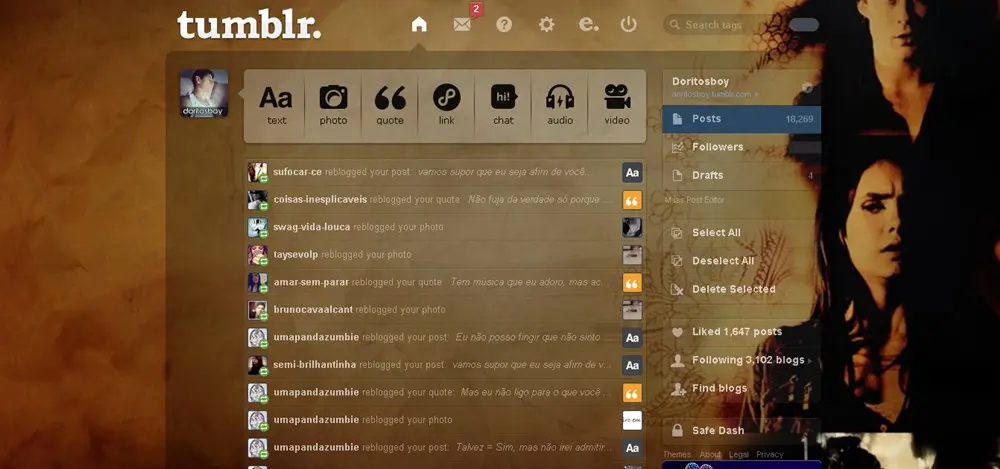 tumblr.
2
Search tags
doritosboy
Aa
text
photo
quote
link
hi!
chat
audio
video
Doritosboy
doritosboy.tumblr.com
Posts 18,269
Followers
Drafts 4
Mass Post Editor
Select All
Deselect All
Delete Selected
Liked 1,647 posts
Following 3,102 blogs
Find blogs
Safe Dash
Themes About Legal Privacy
sufocar-ce reblogged your post: vamos supor que eu seja afim de você... Aa
coisas-inesplicaveis reblogged your quote Não fuja da verdade só porque ...
swag-vida-louca reblogged your photo
taysevolp reblogged your photo
amar-sem-parar reblogged your quote: Tem música que eu adoro, mas ac...
brunocavaalcant reblogged your photo
umapandazumbie reblogged your post: Eu não posso fingir que não sinto ... Aa
semi-brilhantinha reblogged your post vamos supor que eu seja afim de v... Aa
umapandazumbie reblogged your quote: Mas eu não ligo para o que você ...
umapandazumbie reblogged your photo
umapandazumbie reblogged your post: Talvez = Sim, mas não irei admitir... Aa